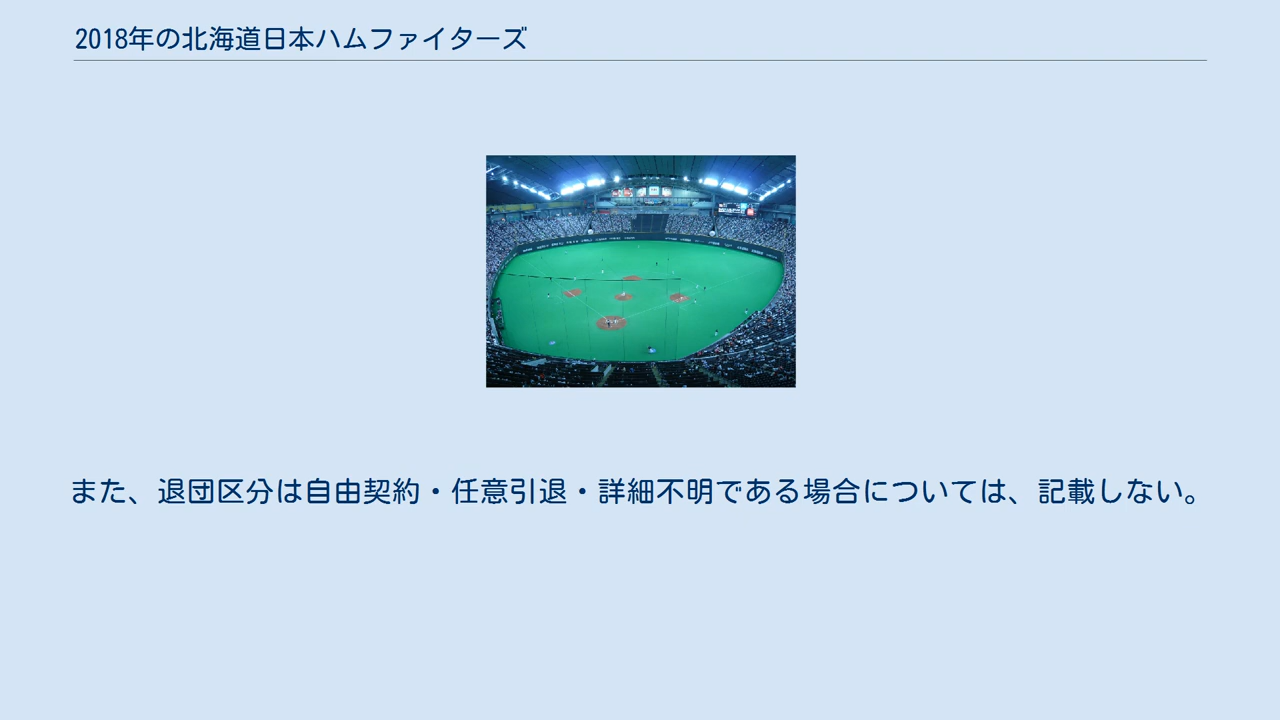 2018年の北海道日本ハムファイターズ
また、退団区分は自由契約・任意引退・詳細不明である場合については、記載しない。